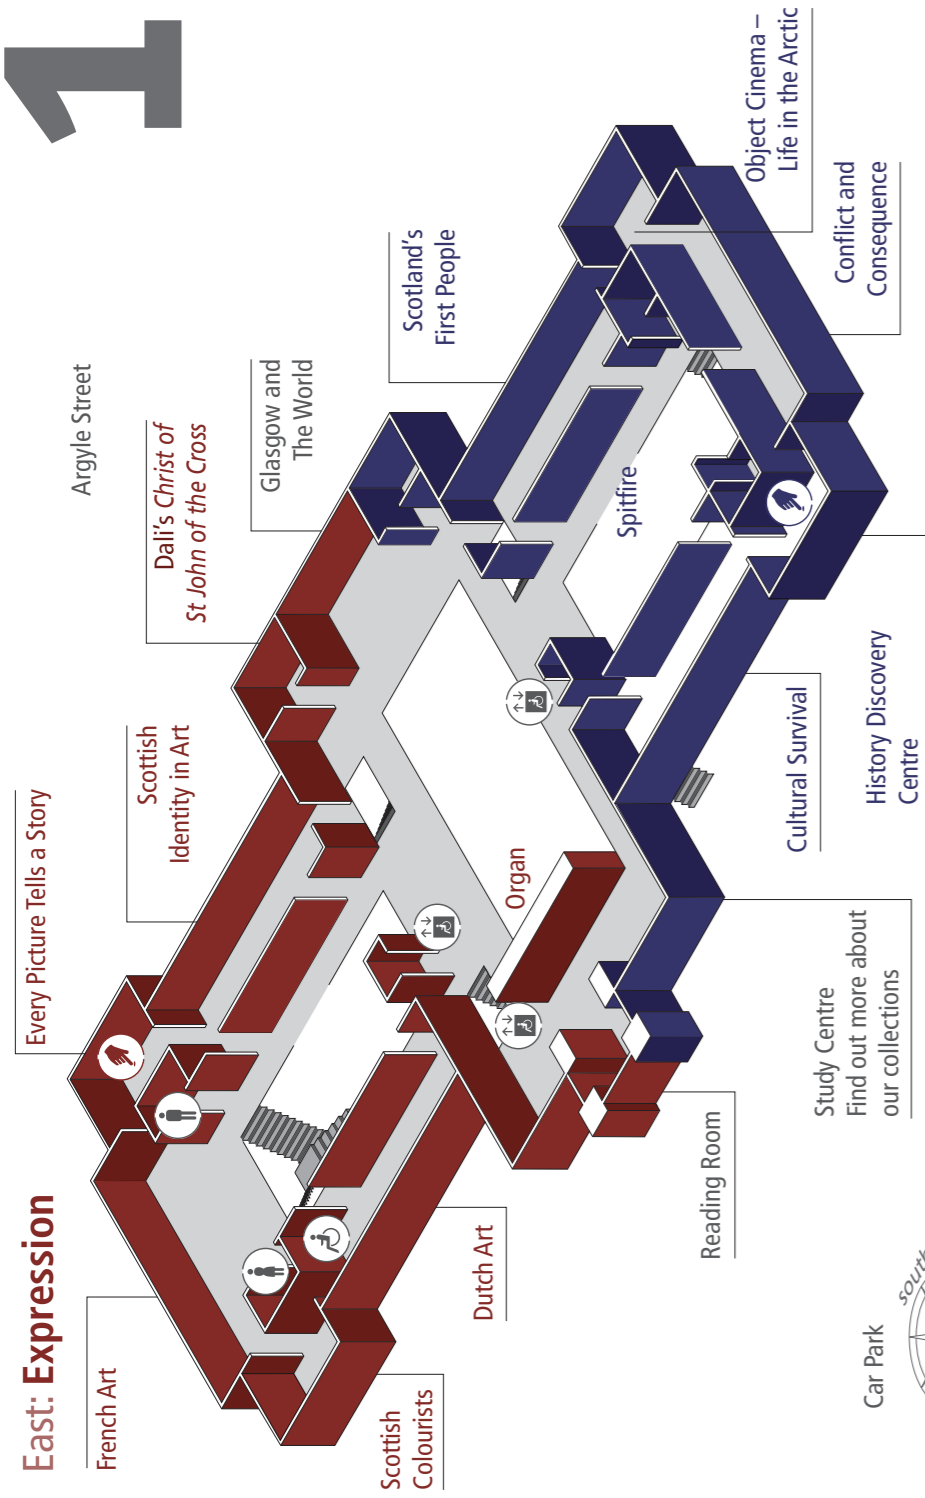 1
East: Expression
French Art
Every Picture Tells a Story
Scottish
Identity in Art
Dali's Christ of
St John of the Cross
Argyle Street
Glasgow and
The World
Scotland's
First People
Object Cinema –
Life in the Arctic
Conflict and
Consequence
Spitfire
Organ
Scottish
Colourists
Dutch Art
Reading Room
Study Centre
Find out more about
our collections
Cultural Survival
History Discovery
Centre
Car Park
south